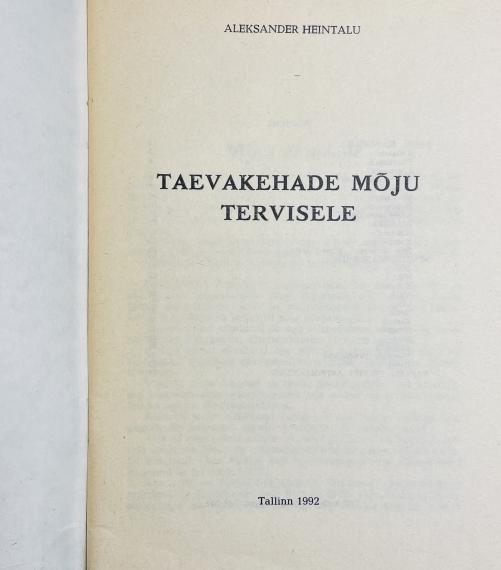 ALEKSANDER HEINTALU
TAEVAKEHADE MÕJU
TERVISELE
Tallinn 1992